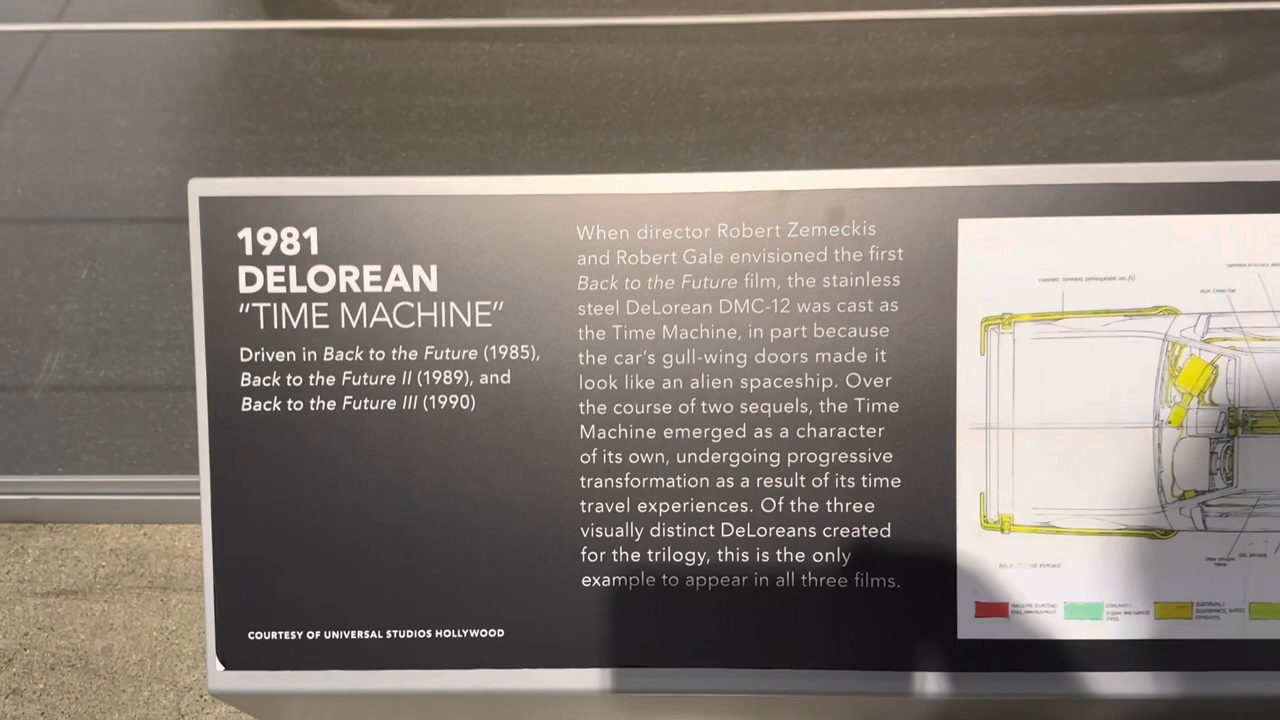 1981
DELOREAN
"TIME MACHINE"
Driven in Back to the Future (1985),
Back to the Future II (1989), and
Back to the Future III (1990)
COURTESY OF UNIVERSAL STUDIOS HOLLYWOOD
When director Robert Zemeckis
and Robert Gale envisioned the first
Back to the Future film, the stainless
steel DeLorean DMC-12 was cast as
the Time Machine, in part because
the car's gull-wing doors made it
look like an alien spaceship. Over
the course of two sequels, the Time
Machine emerged as a character
of its own, undergoing progressive
transformation as a result of its time
travel experiences. Of the three
visually distinct DeLoreans created
for the trilogy, this is the only
example to appear in all three films.